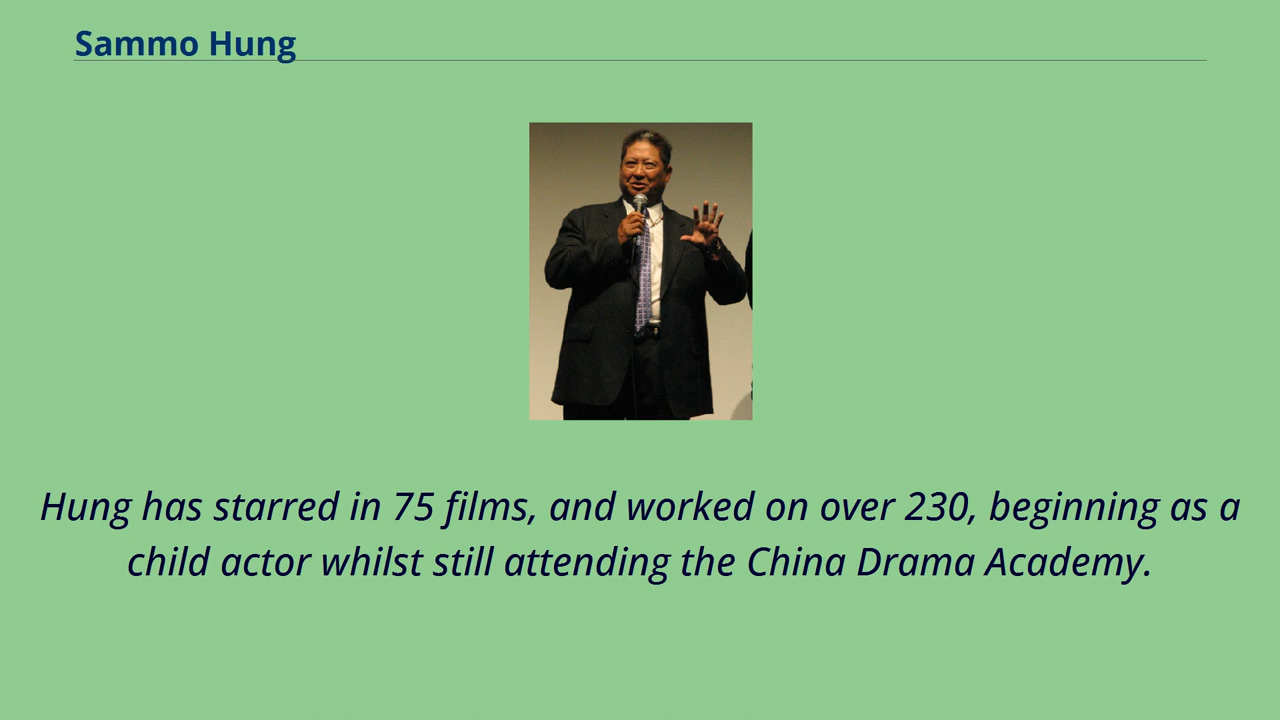 Sammo Hung
Hung has starred in 75 films, and worked on over 230, beginning as a
child actor whilst still attending the China Drama Academy.